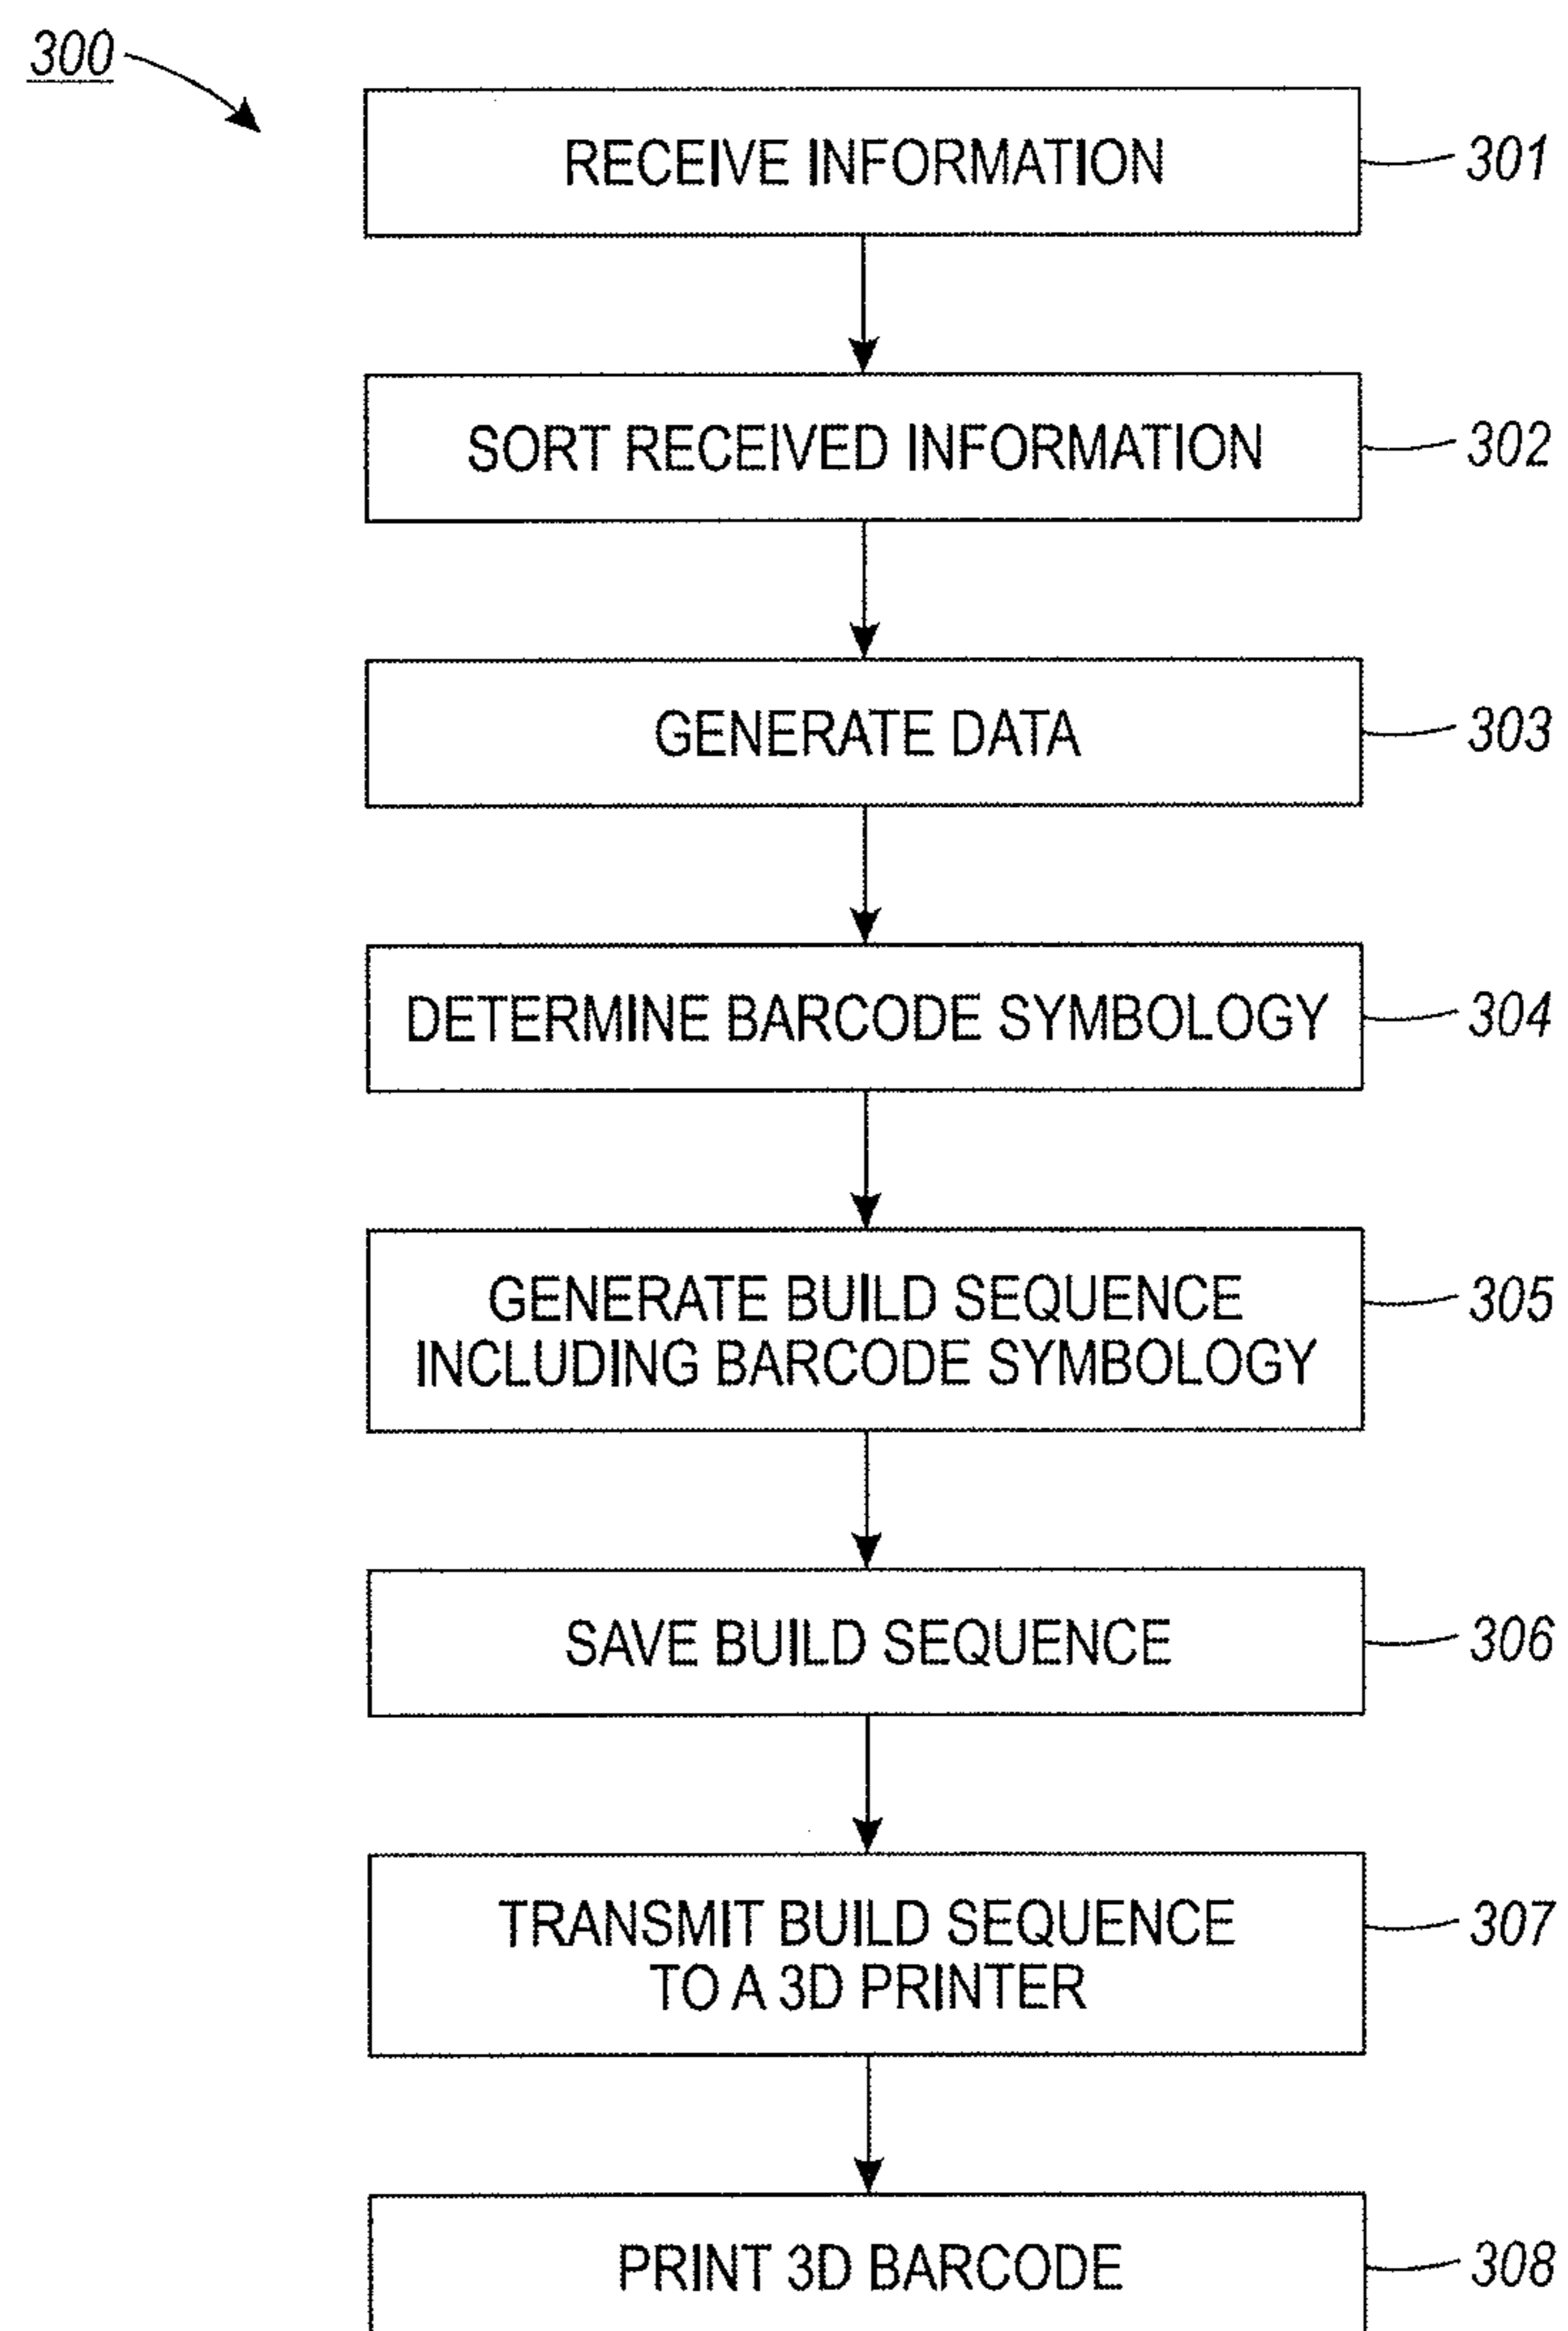 300
RECEIVE INFORMATION
301
SORT RECEIVED INFORMATION
302
GENERATE DATA
303
DETERMINE BARCODE SYMBOLOGY
304
GENERATE BUILD SEQUENCE
INCLUDING BARCODE SYMBOLOGY
305
SAVE BUILD SEQUENCE
306
TRANSMIT BUILD SEQUENCE
TO A 3D PRINTER
307
PRINT 3D BARCODE
308